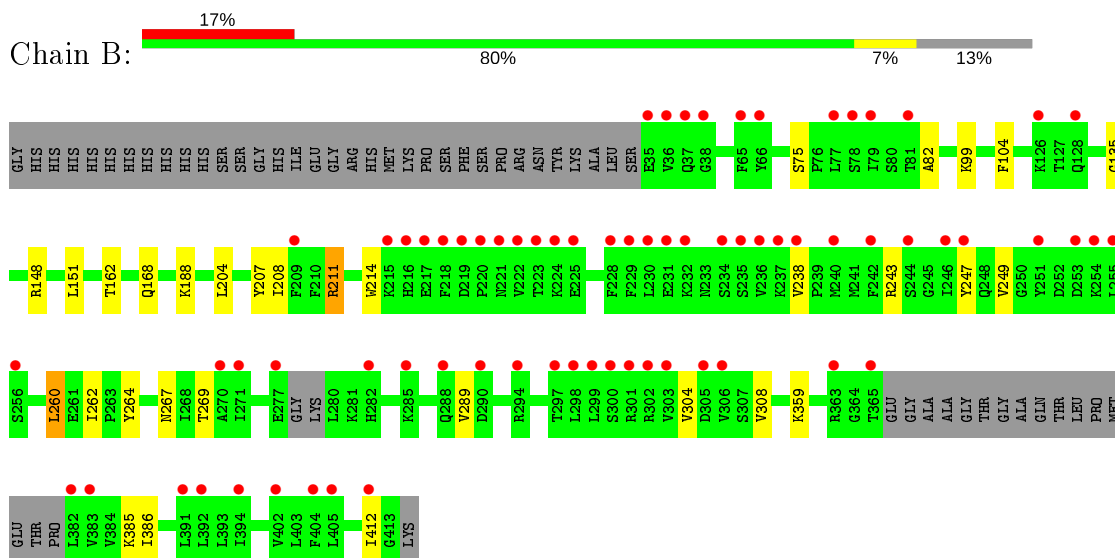 17%
Chain B:
80% 7% 13%
GLY HIS HIS HIS HIS HIS HIS HIS HIS HIS HIS SER SER GLY HIS ILE GLU GLY ARG HIS MET LYS PRO SER PHE SER PRO ARG ASN TYR LYS ALA LEU SER E35 V36 Q37 G38 F65 Y66 S75 P76 L77 S78 I79 S80 T81 A82 K99 F104 K126 T127 Q128
R148 L151 T162 Q168 K188 L204 Y207 I208 F209 F210 R211 W214 K215 H216 E217 F218 D219 P220 N221 V222 T223 K224 E225 F228 F229 L230 E231 K232 N233 S234 S235 V236 K237 V238 P239 M240 M241 F242 R243 S244 G245 I246 Y247 Q248 V249 G250 Y251 D252 D253 K254 L255
S256 L260 E261 I262 P263 Y264 N267 I268 T269 A270 I271 E277 GLY LYS L280 K281 H282 K285 Q288 V289 D290 R294 T297 L298 L299 S300 R301 R302 V303 V304 D305 V306 S307 V308 K359 R363 G364 T365 GLU GLY ALA ALA GLY THR GLY ALA GLN THR LEU PRO MET
GLU THR PRO L382 V383 V384 K385 I386 L391 L392 L393 I394 V402 L403 F404 L405 I412 G413 LYS